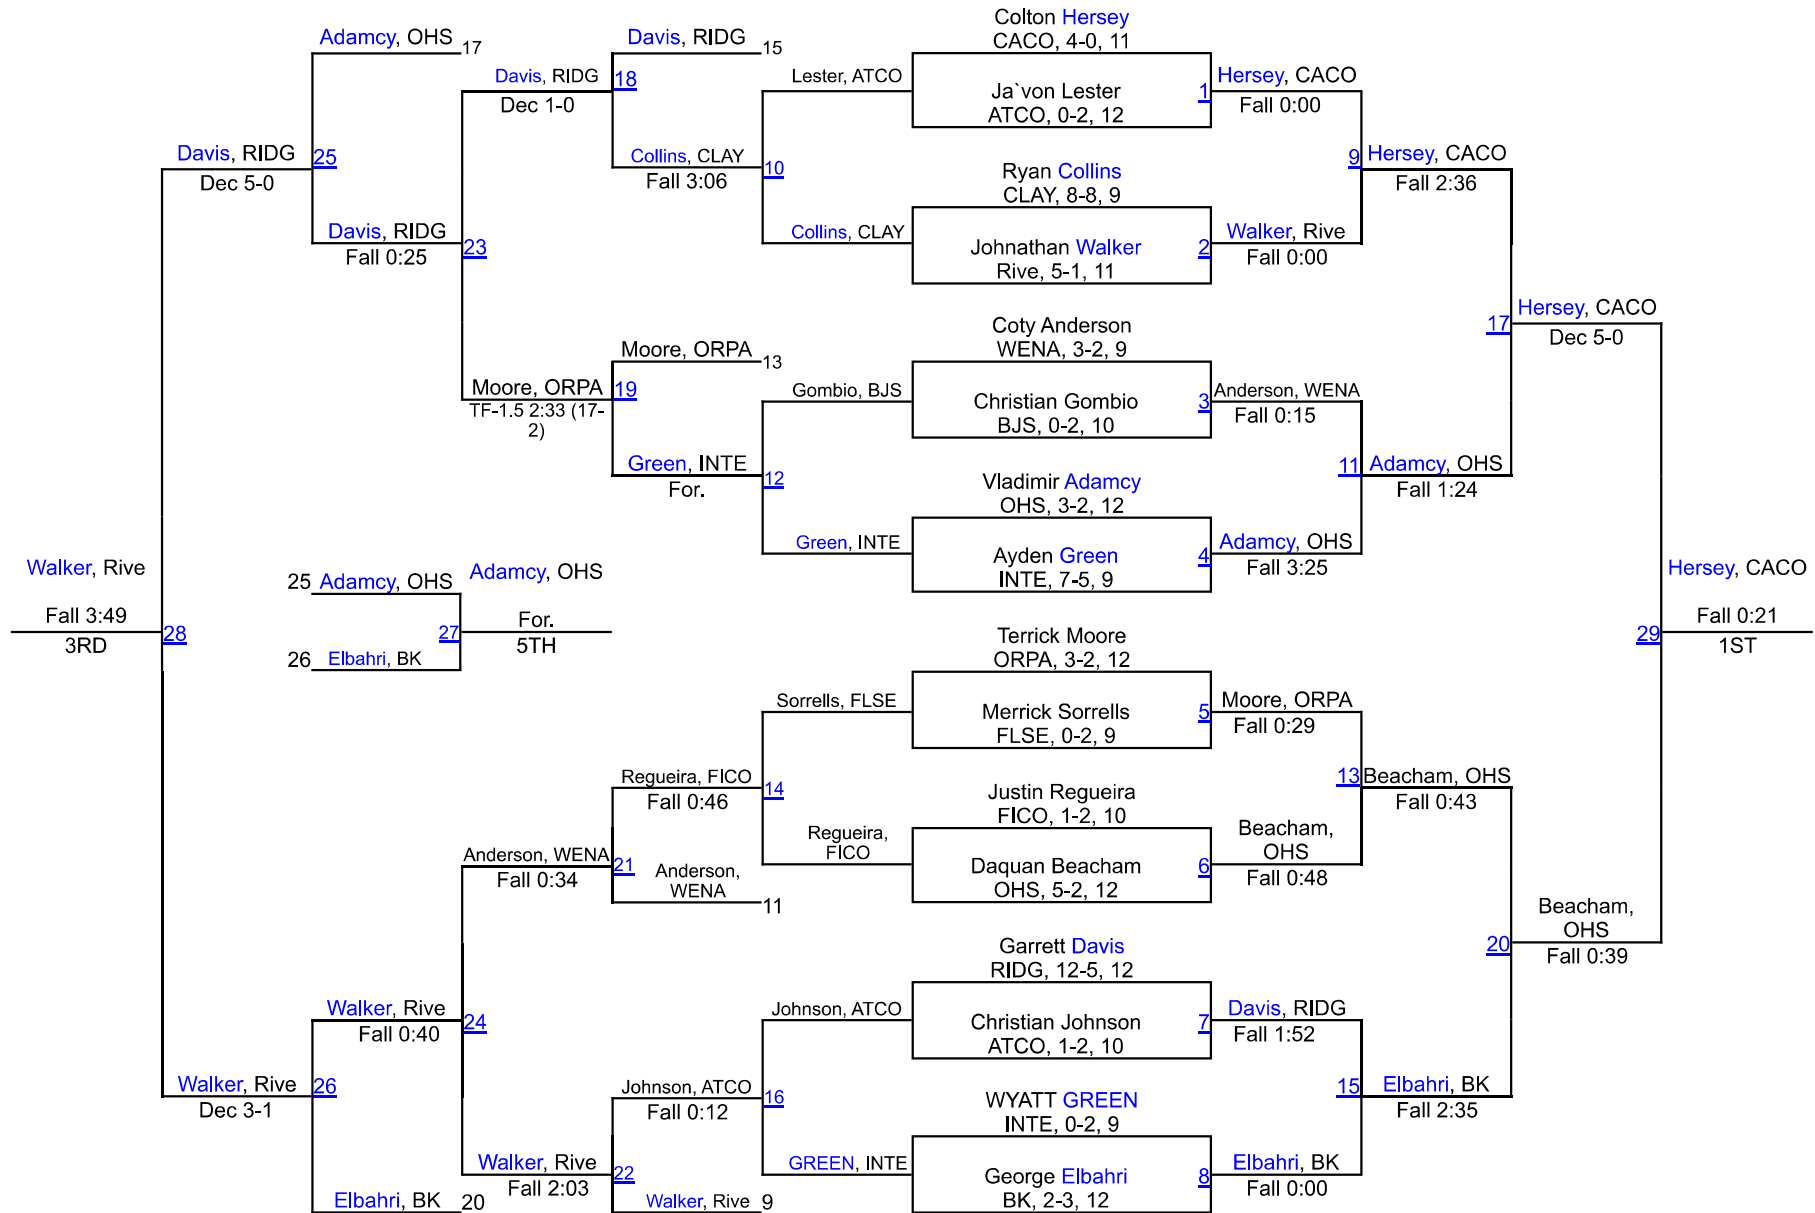 Adamcy, OHS
17
Davis, RIDG
Dec 5-0
25
Davis, RIDG
Fall 0:25
Davis, RIDG
Dec 1-0
23
Moore, ORPA
TF-1.5 2:33 (17-
2)
Davis, RIDG
15
18
Collins, CLAY
Fall 3:06
Moore, ORPA
13
19
Green, INTE
For.
Lester, ATCO
10
Collins, CLAY
Gombio, BJS
12
Green, INTE
Colton Hersey
CACO, 4-0, 11
Ja`von Lester
ATCO, 0-2, 12
1
Ryan Collins
CLAY, 8-8, 9
Johnathan Walker
Rive, 5-1, 11
2
Coty Anderson
WENA, 3-2, 9
Christian Gombio
BJS, 0-2, 10
3
Vladimir Adamcy
OHS, 3-2, 12
Ayden Green
INTE, 7-5, 9
4
Hersey, CACO
Fall 0:00
9
Walker, Rive
Fall 0:00
Anderson, WENA
Fall 0:15
11
Adamcy, OHS
Fall 3:25
Hersey, CACO
Fall 2:36
17
Adamcy, OHS
Fall 1:24
Hersey, CACO
Dec 5-0
Walker, Rive
Fall 3:49
3RD
28
25
Adamcy, OHS
27
26
Elbahri, BK
Adamcy, OHS
For.
5TH
29
Hersey, CACO
Fall 0:21
1ST
Terrick Moore
ORPA, 3-2, 12
Merrick Sorrells
FLSE, 0-2, 9
5
Justin Regueira
FICO, 1-2, 10
Daquan Beacham
OHS, 5-2, 12
6
Garrett Davis
RIDG, 12-5, 12
Christian Johnson
ATCO, 1-2, 10
7
WYATT GREEN
INTE, 0-2, 9
George Elbahri
BK, 2-3, 12
8
Sorrells, FLSE
14
Regueira,
FICO
Johnson, ATCO
16
GREEN, INTE
Regueira, FICO
Fall 0:46
21
Anderson,
WENA
11
Johnson, ATCO
Fall 0:12
22
Walker, Rive
9
Anderson, WENA
Fall 0:34
24
Walker, Rive
Fall 2:03
Walker, Rive
Fall 0:40
26
Elbahri, BK
20
Walker, Rive
Dec 3-1
Moore, ORPA
Fall 0:29
13
Beacham,
OHS
Fall 0:48
Davis, RIDG
Fall 1:52
15
Elbahri, BK
Fall 0:00
Beacham, OHS
Fall 0:43
20
Elbahri, BK
Fall 2:35
Beacham,
OHS
Fall 0:39